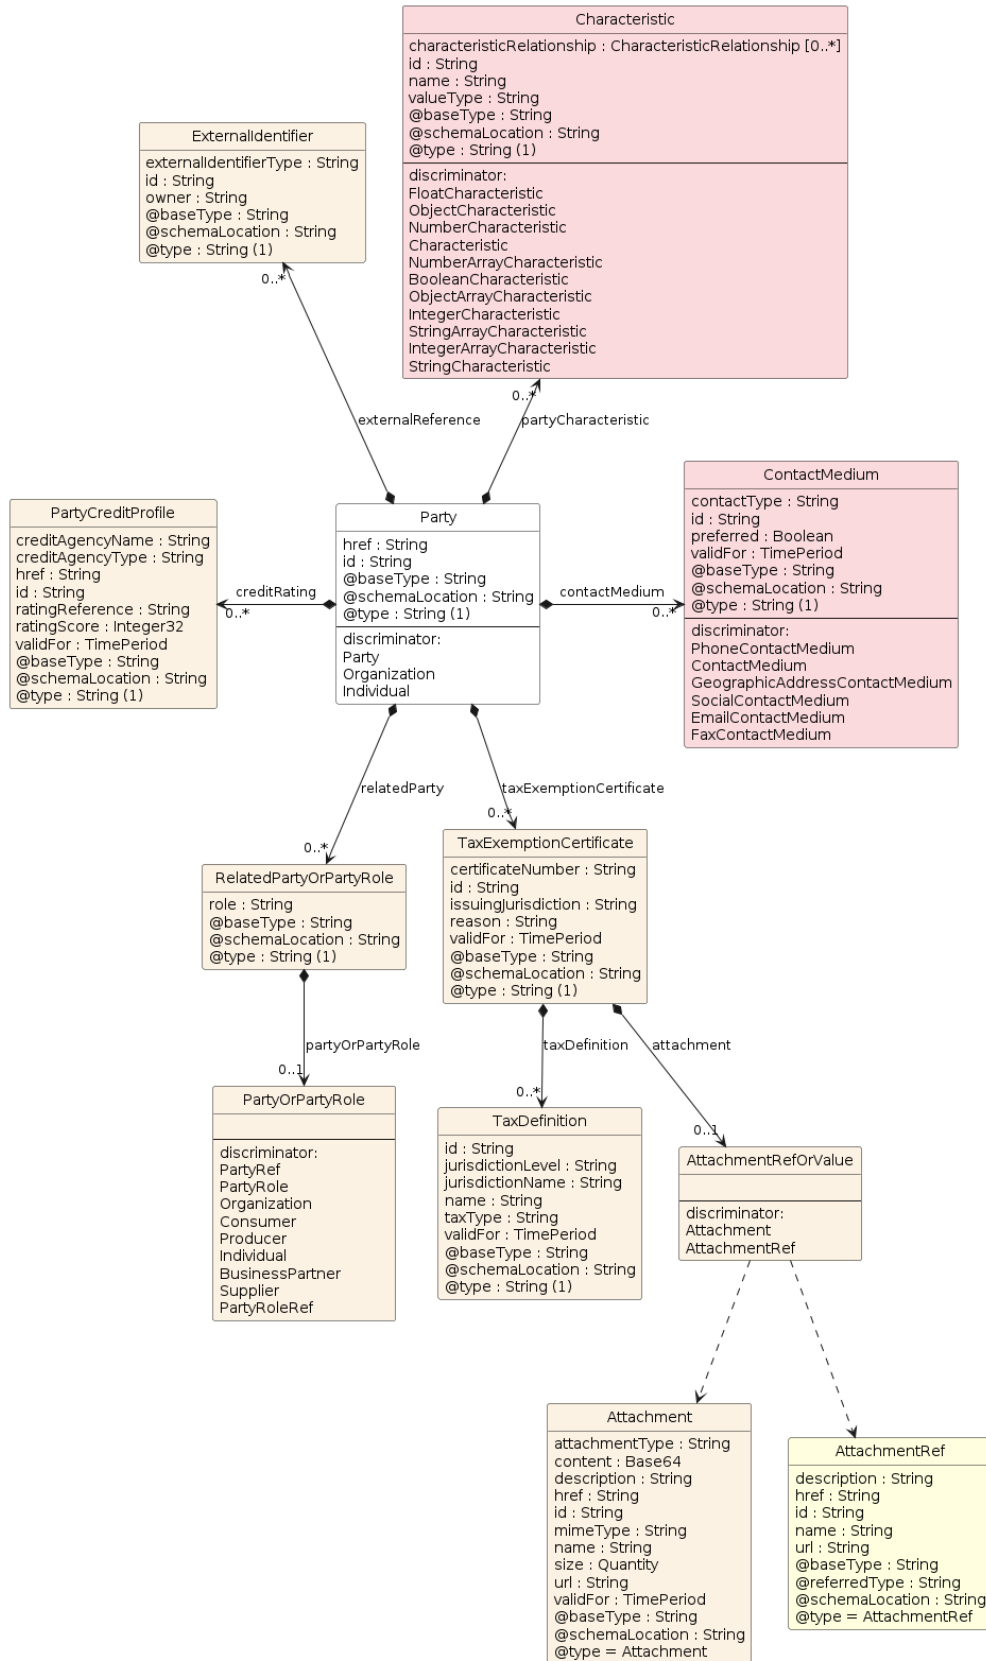 Characteristic
characteristicRelationship : CharacteristicRelationship [0..*]
id : String
name : String
valueType : String
@baseType : String
@schemaLocation : String
@type : String (1)
discriminator:
FloatCharacteristic
ObjectCharacteristic
NumberCharacteristic
Characteristic
NumberArrayCharacteristic
BooleanCharacteristic
ObjectArrayCharacteristic
IntegerCharacteristic
StringArrayCharacteristic
IntegerArrayCharacteristic
StringCharacteristic
ExternalIdentifier
externalIdentifierType : String
id : String
owner : String
@baseType : String
@schemaLocation : String
@type : String (1)
0..*
0..*
externalReference
partyCharacteristic
PartyCreditProfile
creditAgencyName : String
creditAgencyType : String
href : String
id : String
ratingReference : String
ratingScore : Integer32
validFor : TimePeriod
@baseType : String
@schemaLocation : String
@type : String (1)
creditRating
0..*
Party
href : String
id : String
@baseType : String
@schemaLocation : String
@type : String (1)
discriminator:
Party
Organization
Individual
contactMedium
0..*
ContactMedium
contactType : String
id : String
preferred : Boolean
validFor : TimePeriod
@baseType : String
@schemaLocation : String
@type : String (1)
discriminator:
PhoneContactMedium
ContactMedium
GeographicAddressContactMedium
SocialContactMedium
EmailContactMedium
FaxContactMedium
relatedParty
taxExemptionCertificate
0..*
0..*
RelatedPartyOrPartyRole
role : String
@baseType : String
@schemaLocation : String
@type : String (1)
TaxExemptionCertificate
certificateNumber : String
id : String
issuingJurisdiction : String
reason : String
validFor : TimePeriod
@baseType : String
@schemaLocation : String
@type : String (1)
partyOrPartyRole
0..1
taxDefinition
0..*
attachment
0..1
PartyOrPartyRole
discriminator:
PartyRef
PartyRole
Organization
Consumer
Producer
Individual
BusinessPartner
Supplier
PartyRoleRef
TaxDefinition
id : String
jurisdictionLevel : String
jurisdictionName : String
name : String
taxType : String
validFor : TimePeriod
@baseType : String
@schemaLocation : String
@type : String (1)
AttachmentRefOrValue
discriminator:
Attachment
AttachmentRef
Attachment
attachmentType : String
content : Base64
description : String
href : String
id : String
mimeType : String
name : String
size : Quantity
url : String
validFor : TimePeriod
@baseType : String
@schemaLocation : String
@type = Attachment
AttachmentRef
description : String
href : String
id : String
name : String
url : String
@baseType : String
@referredType : String
@schemaLocation : String
@type = AttachmentRef